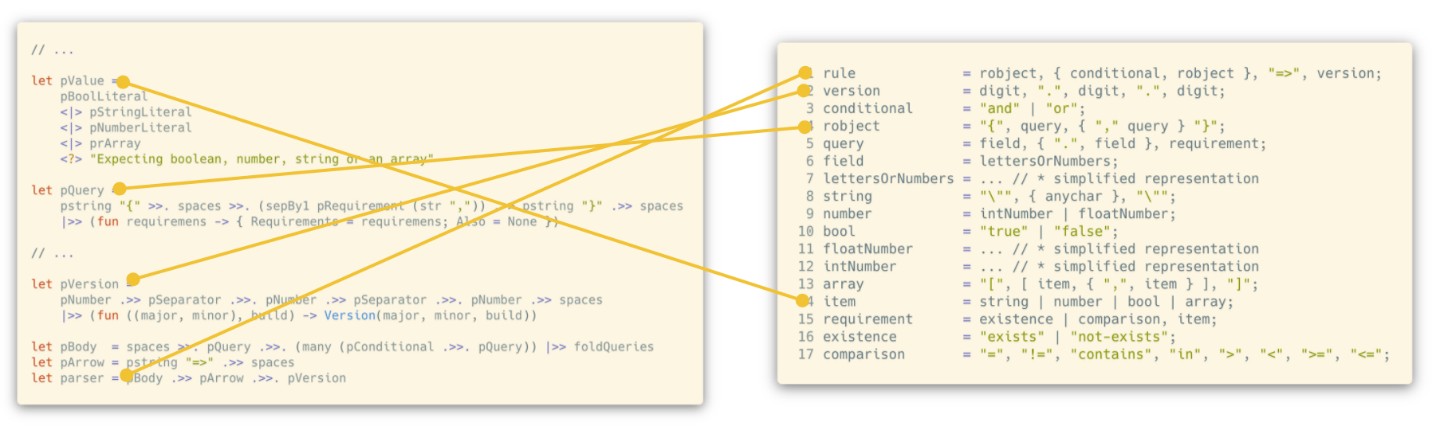 // ...
let pValue =
pBoolLiteral
<|> pStringLiteral
<|> pNumberLiteral
<|> prArray
<?> "Expecting boolean, number, string or an array"
let pQuery
pstring "{" >>. spaces >>. (sepBy1 pRequirement (str ",")) pstring "}" .>> spaces
|>> (fun requiremens -> { Requirements = requiremens; Also = None })
// ...
let pVersion =
pNumber .>> pSeparator .>>. pNumber .>> pSeparator .>>. pNumber .>> spaces
|>> (fun ((major, minor), build) -> Version(major, minor, build))
let pBody = spaces >>. pQuery .>>. (many (pConditional .>>. pQuery)) |>> foldQueries
let pArrow = pstring "=>" .>> spaces
let parser = pBody .>> pArrow .>>. pVersion
1 rule = robject, { conditional, robject }, "=>", version;
2 version = digit, ".", digit, ".", digit;
3 conditional = "and" | "or";
4 robject = "{", query, { "," query } "}";
5 query = field, { ".", field }, requirement;
6 field = lettersOrNumbers;
7 lettersOrNumbers = ... // * simplified representation
8 string = "\"", { anychar }, "\"";
9 number = intNumber | floatNumber;
10 bool = "true" | "false";
11 floatNumber = ... // * simplified representation
12 intNumber = ... // * simplified representation
13 array = "[", [ item, { ",", item } ], "]";
14 item = string | number | bool | array;
15 requirement = existence | comparison, item;
16 existence = "exists" | "not-exists";
17 comparison = "=", "!=", "contains", "in", ">", "<", ">=", "<=";